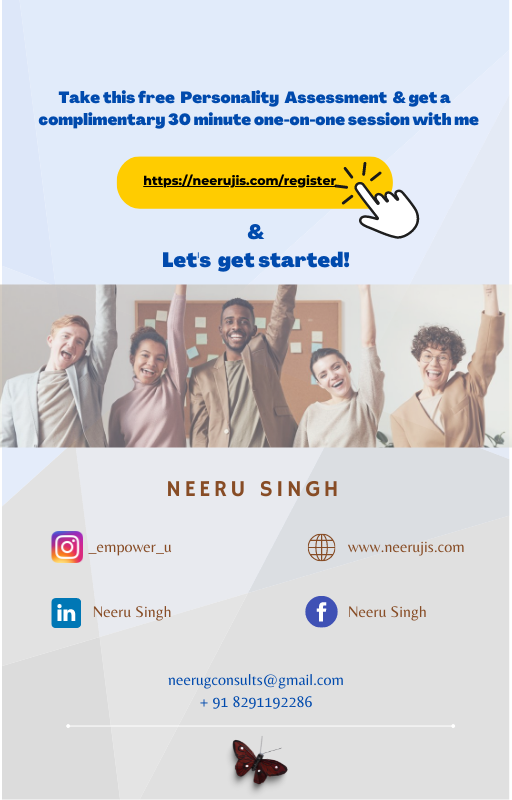 Take this free Personality Assessment & get a
complimentary 30 minute one-on-one session with me
https://neerujis.com/register
&
Let's get started!
NEERU SINGH
_empower_u
www.neerujis.com
in
Neeru Singh
f
Neeru Singh
neerugconsults@gmail.com
+ 91 8291192286